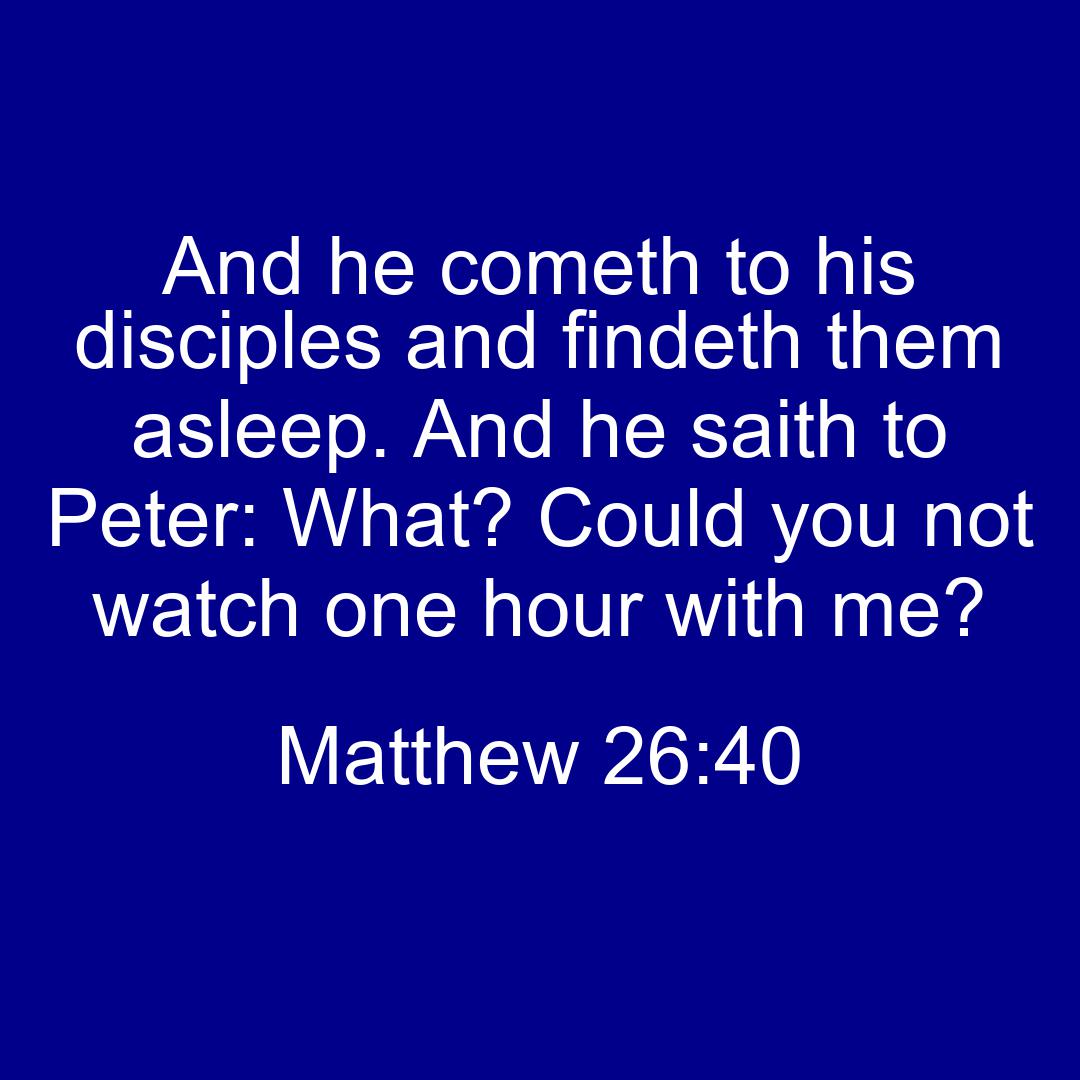 And he cometh to his
disciples and findeth them
asleep. And he saith to
Peter: What? Could you not
watch one hour with me?
Matthew 26:40